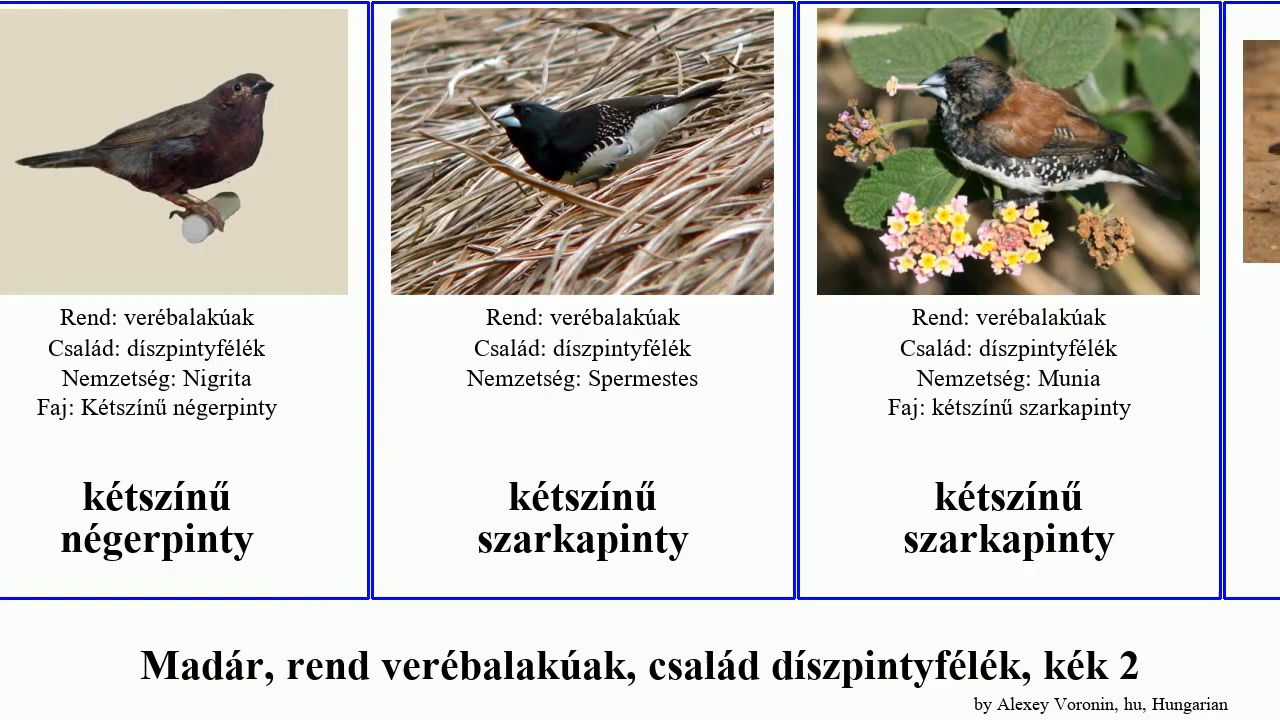 Rend: verébalakúak
Család: díszpintyfélék
Nemzetség: Nigrita
Faj: Kétszínű négerpinty
kétszínű
négerpinty
Rend: verébalakúak
Család: díszpintyfélék
Nemzetség: Spermestes
kétszínű
szarkapinty
Rend: verébalakúak
Család: díszpintyfélék
Nemzetség: Munia
Faj: kétszínű szarkapinty
kétszínű
szarkapinty
Madár, rend verébalakúak, család díszpintyfélék, kék 2
by Alexey Voronin, hu, Hungarian